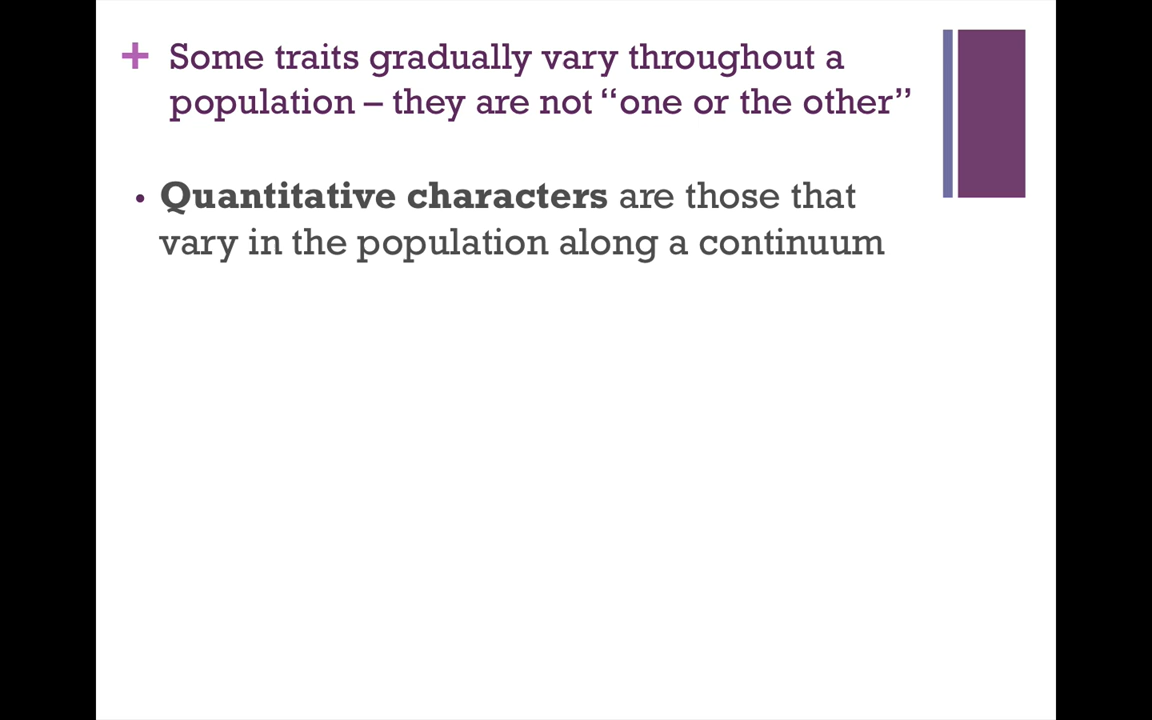 + Some traits gradually vary throughout a
population – they are not “one or the other”
• Quantitative characters are those that
vary in the population along a continuum